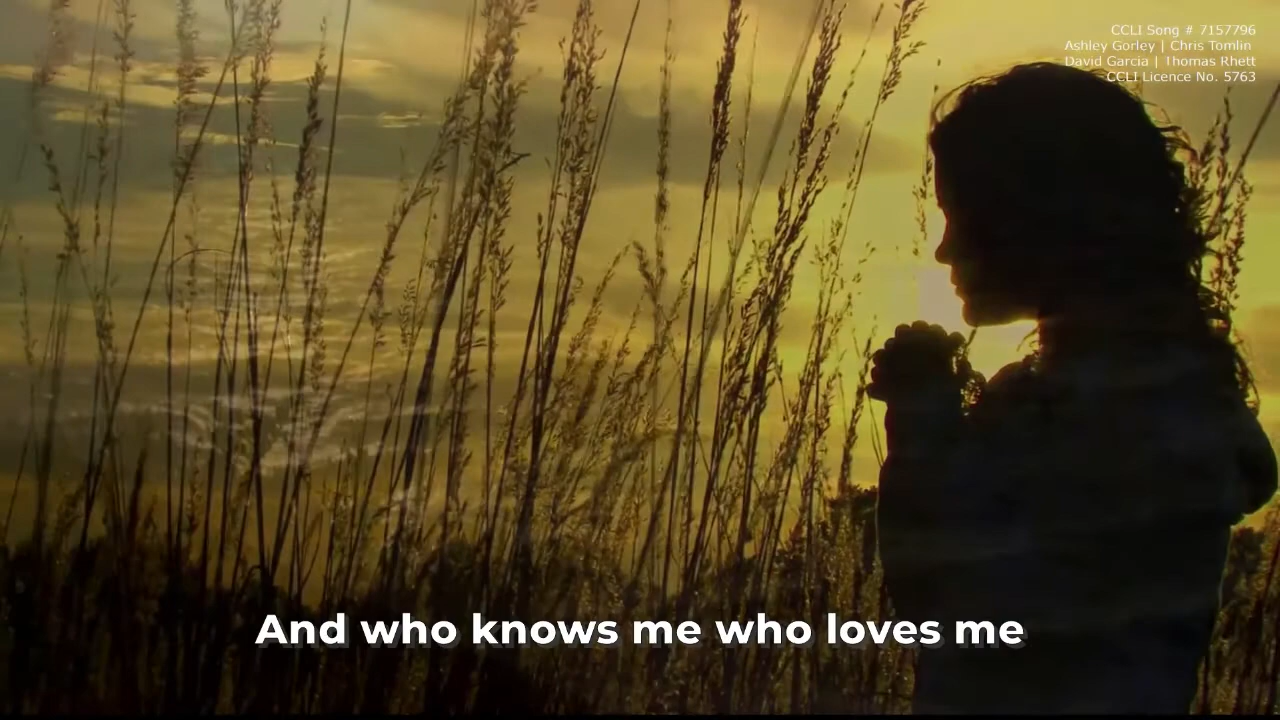 CCLI Song # 7157796
Ashley Gorley | Chris Tomlin
David Garcia | Thomas Rhett
CCLI Licence No. 5763
And who knows me who loves me